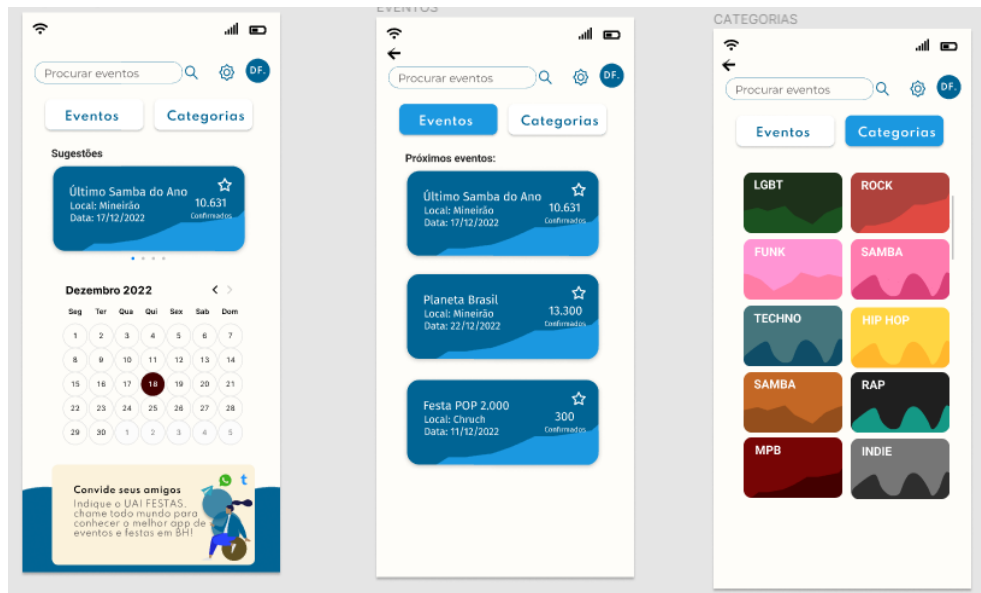 Procurar eventos
DF.
Eventos
Categorias
Sugestões
Último Samba do Ano
Local: Mineirão
Data: 17/12/2022
10.631
Confirmados
Dezembro 2022
Seg Ter Qua Qui Sex Sab Dom
1 2 3 4 5 6 7
8 9 10 11 12 13 14
15 16 17 18 19 20 21
22 23 24 25 26 27 28
29 30 1 2 3 4 5
Convide seus amigos
Indique o UAI FESTAS,
chame todo mundo para
conhecer o melhor app de
eventos e festas em BH!
t
EVENTOS
Procurar eventos
DF.
Eventos
Categorias
Próximos eventos:
Último Samba do Ano
Local: Mineirão
Data: 17/12/2022
10.631
Confirmados
Planeta Brasil
Local: Mineirão
Data: 22/12/2022
13.300
Confirmados
Festa POP 2.000
Local: Chruch
Data: 11/12/2022
300
Confirmados
CATEGORIAS
Procurar eventos
DF.
Eventos
Categorias
LGBT
ROCK
FUNK
SAMBA
TECHNO
HIP HOP
SAMBA
RAP
MPB
INDIE